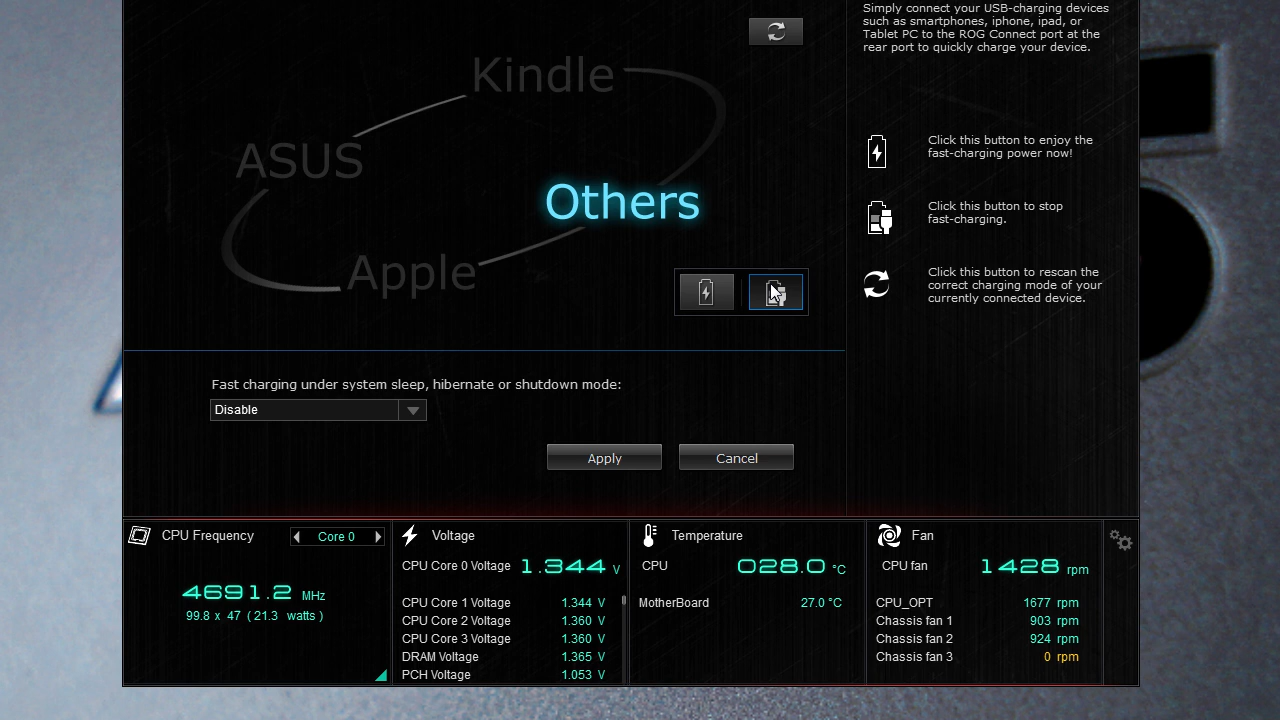 Simply connect your USB-charging devices
such as smartphones, iphone, ipad, or
Tablet PC to the ROG Connect port at the
rear port to quickly charge your device.
Kindle
ASUS
Others
Apple
Click this button to enjoy the
fast-charging power now!
Click this button to stop
fast-charging.
Click this button to rescan the
correct charging mode of your
currently connected device.
Fast charging under system sleep, hibernate or shutdown mode:
Disable
Apply
Cancel
CPU Frequency
Core 0
4691.2 MHz
99.8 x 47 ( 21.3 watts )
Voltage
CPU Core 0 Voltage 1.344 V
CPU Core 1 Voltage 1.344 V
CPU Core 2 Voltage 1.360 V
CPU Core 3 Voltage 1.360 V
DRAM Voltage 1.365 V
PCH Voltage 1.053 V
Temperature
CPU 028.0 °C
MotherBoard 27.0 °C
Fan
CPU fan 1428 rpm
CPU_OPT 1677 rpm
Chassis fan 1 903 rpm
Chassis fan 2 924 rpm
Chassis fan 3 0 rpm